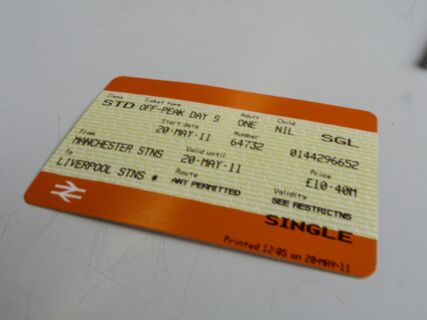 Class Ticket type Adult Child
STD OFF-PEAK DAY S ONE NIL SGL
Start date Number
20·MAY·11 64732 0144296652
From Valid until Price
MANCHESTER STNS 20·MAY·11 £10·40M
To Route Validity
LIVERPOOL STNS * ANY PERMITTED SEE RESTRICTNS
SINGLE
Printed 12:05 on 20-MAY-11